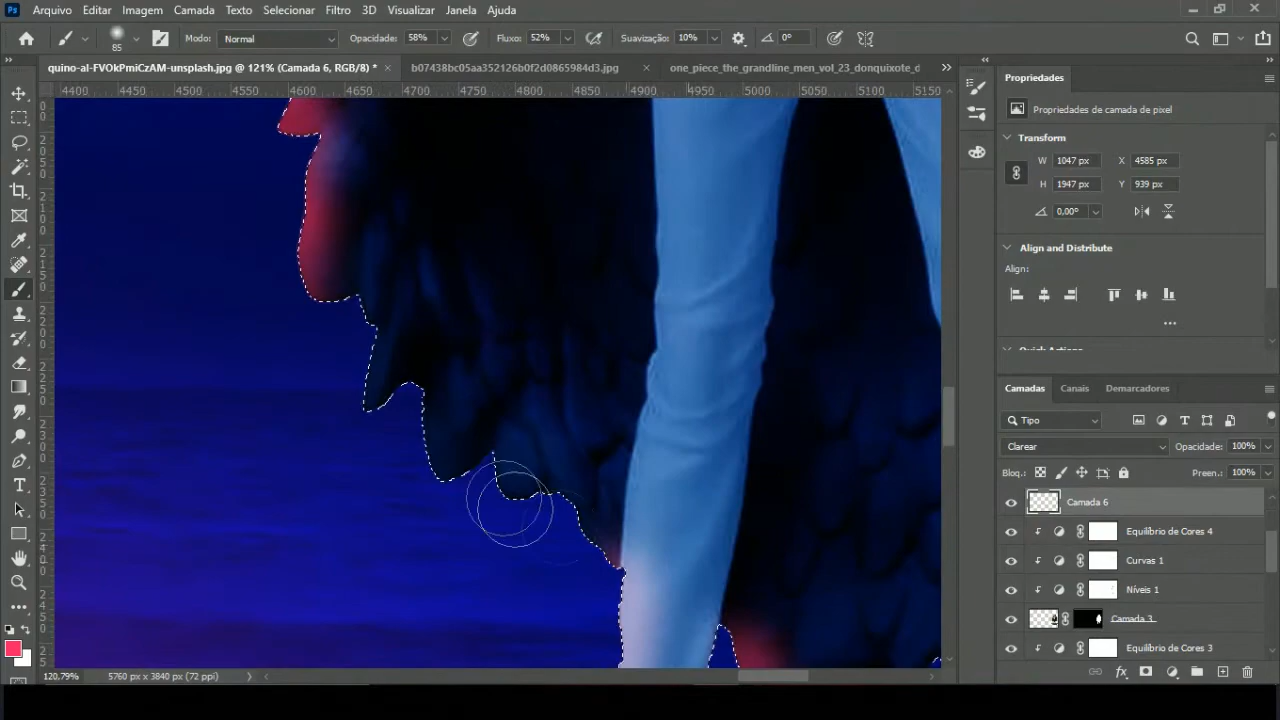 Ps Arquivo Editar Imagem Camada Texto Selecionar Filtro 3D Visualizar Janela Ajuda
85 Modo: Normal Opacidade: 58% Fluxo: 52% Suavização: 10% 0°
quino-al-FVOkPmiCzAM-unsplash.jpg @ 121% (Camada 6, RGB/8) * × b07438bc05aa352126b0f2d0865984d3.jpg × one_piece_the_grandline_men_vol_23_donquixote_d
4400 4450 4500 4550 4600 4650 4700 4750 4800 4850 4900 4950 5000 5050 5100 5150
Propriedades
Propriedades de camada de pixel
Transform
W 1047 px X 4585 px
H 1947 px Y 939 px
0,00°
Align and Distribute
Align:
Quick Actions
Camadas Canais Demarcadores
Tipo
Clarear Opacidade: 100%
Bloq.: Preen.: 100%
Camada 6
Equilíbrio de Cores 4
Curvas 1
Níveis 1
Camada 3
Equilíbrio de Cores 3
fx
120,79% 5760 px x 3840 px (72 ppi)